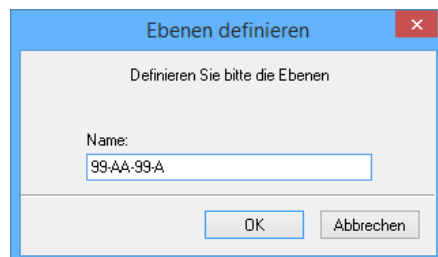 Ebenen definieren
Definieren Sie bitte die Ebenen
Name:
99-AA-99-A
OK Abbrechen